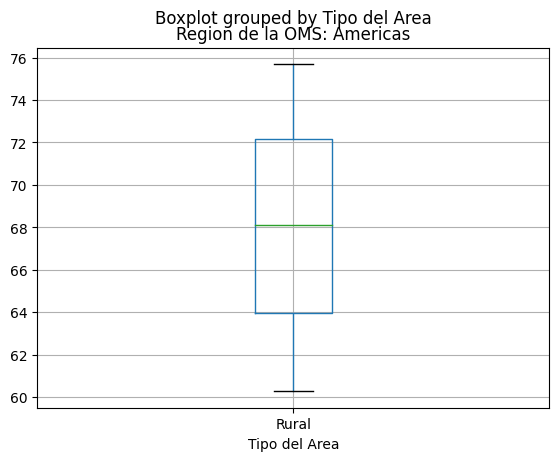 Boxplot grouped by Tipo del Area
Region de la OMS: Americas
76
74
72
70
68
66
64
62
60
Rural
Tipo del Area